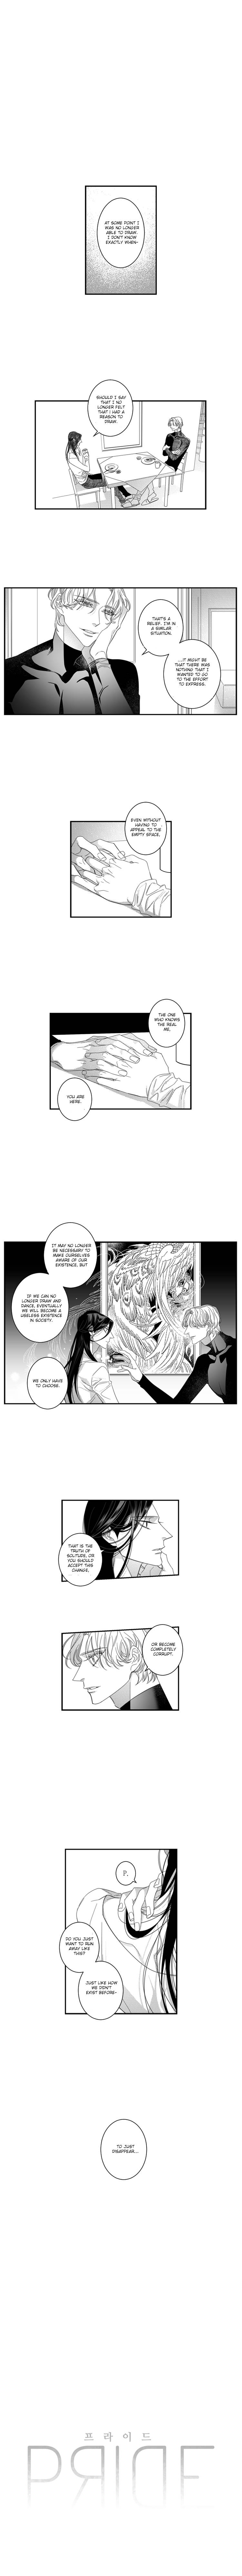 AT SOME POINT I
WAS NO LONGER
ABLE TO DRAW.
I DON'T KNOW
EXACTLY WHEN-
SHOULD I SAY
THAT I NO
LONGER FELT
THAT I HAD A
REASON TO
DRAW.
THAT'S A
RELIEF. I'M IN
A SIMILAR
SITUATION.
...IT MIGHT BE
THAT THERE WAS
NOTHING THAT I
WANTED TO GO
TO THE EFFORT
TO EXPRESS.
EVEN WITHOUT
HAVING TO
APPEAL TO THE
EMPTY SPACE,
THE ONE
WHO KNOWS
THE REAL
ME,
YOU ARE
HERE.
IT MAY NO LONGER
BE NECESSARY TO
MAKE OURSELVES
AWARE OF OUR
EXISTENCE, BUT
IF WE CAN NO
LONGER DRAW AND
DANCE, EVENTUALLY
WE WILL BECOME A
USELESS EXISTENCE
IN SOCIETY.
WE ONLY HAVE
TO CHOOSE.
THAT IS THE
TRUTH OF
SOLITUDE, OR
YOU SHOULD
ACCEPT THIS
CHANGE,
OR BECOME
COMPLETELY
CORRUPT.
P.
DO YOU JUST
WANT TO RUN
AWAY LIKE
THIS?
JUST LIKE HOW
WE DIDN'T
EXIST BEFORE-
TO JUST
DISAPPEAR...
프라이드
PRIDE